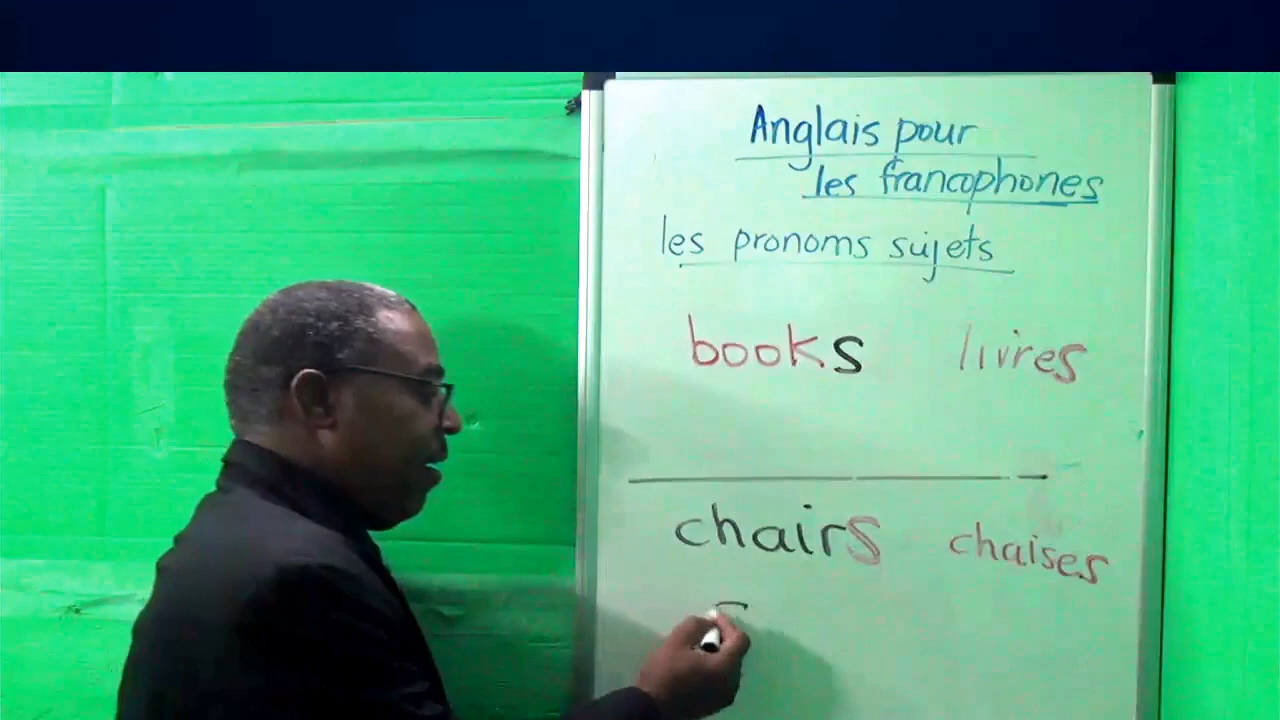 Anglais pour
les francophones
les pronoms sujets
books livres
chairs chaises